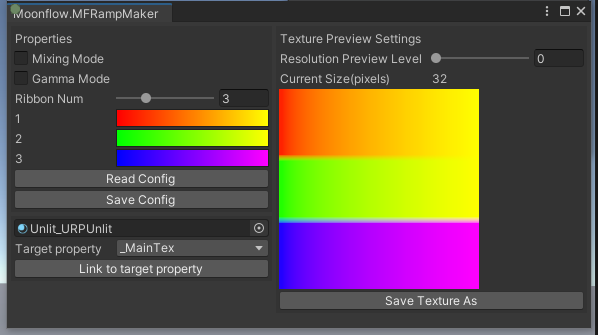 Moonflow.MFRampMaker
Properties
Mixing Mode
Gamma Mode
Ribbon Num 3
1
2
3
Read Config
Save Config
Unlit_URPUnlit
Target property _MainTex
Link to target property
Texture Preview Settings
Resolution Preview Level 0
Current Size(pixels) 32
Save Texture As